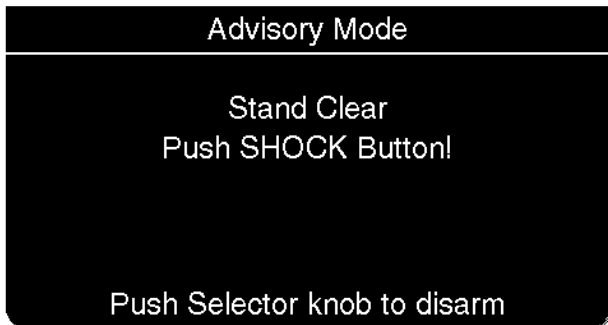 Advisory Mode
Stand Clear
Push SHOCK Button!
Push Selector knob to disarm